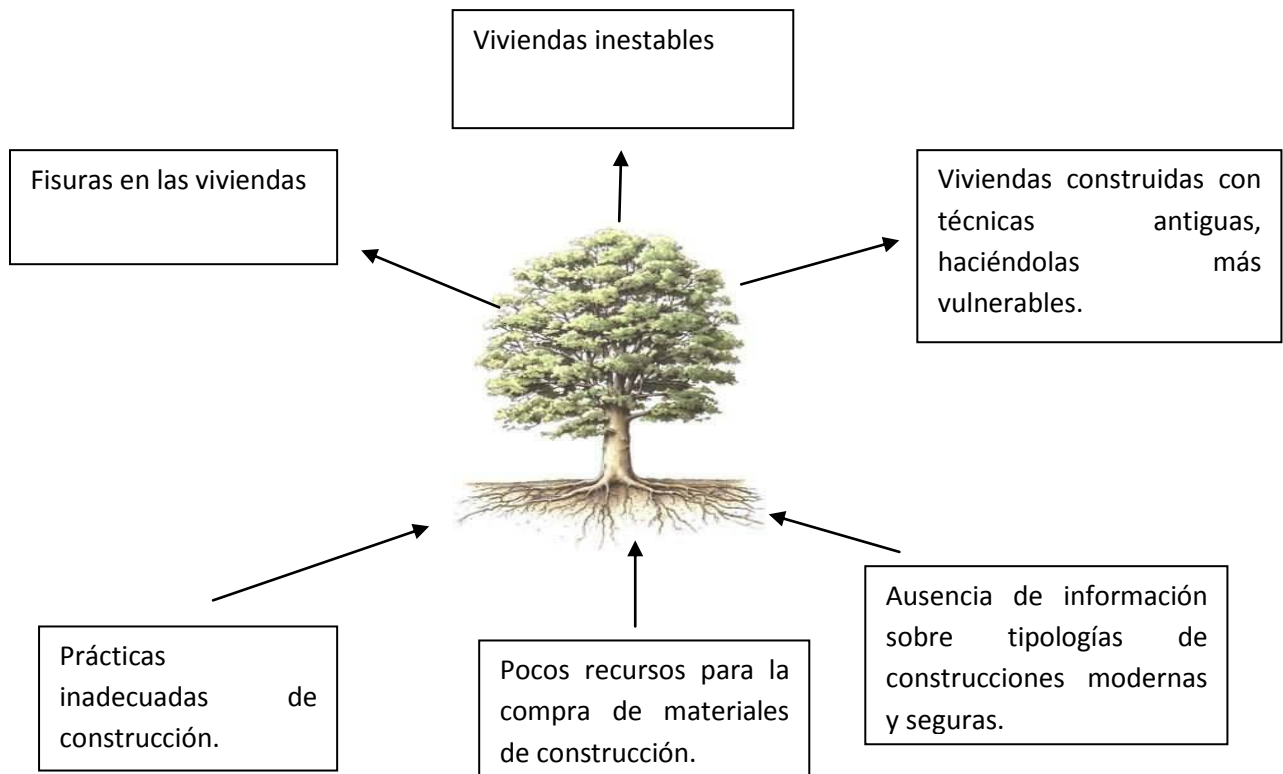 Viviendas inestables
Fisuras en las viviendas
Viviendas construidas con
técnicas antiguas,
haciéndolas más
vulnerables.
Prácticas
inadecuadas de
construcción.
Pocos recursos para la
compra de materiales
de construcción.
Ausencia de información
sobre tipologías de
construcciones modernas
y seguras.